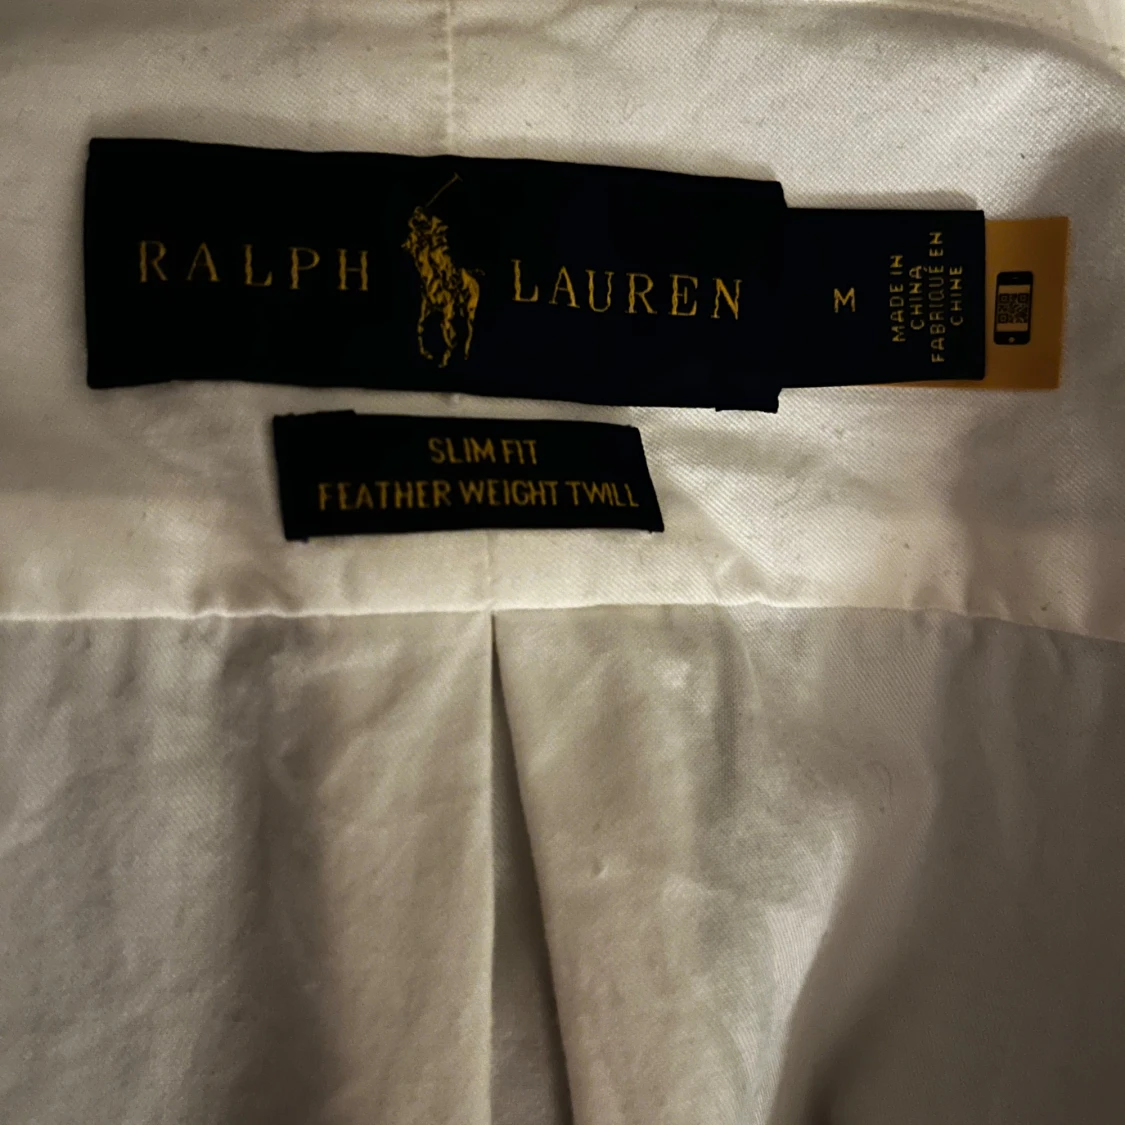 RALPH LAUREN
M
MADE IN
CHINA
FABRIQUÉ EN
CHINE
SLIM FIT
FEATHER WEIGHT TWILL